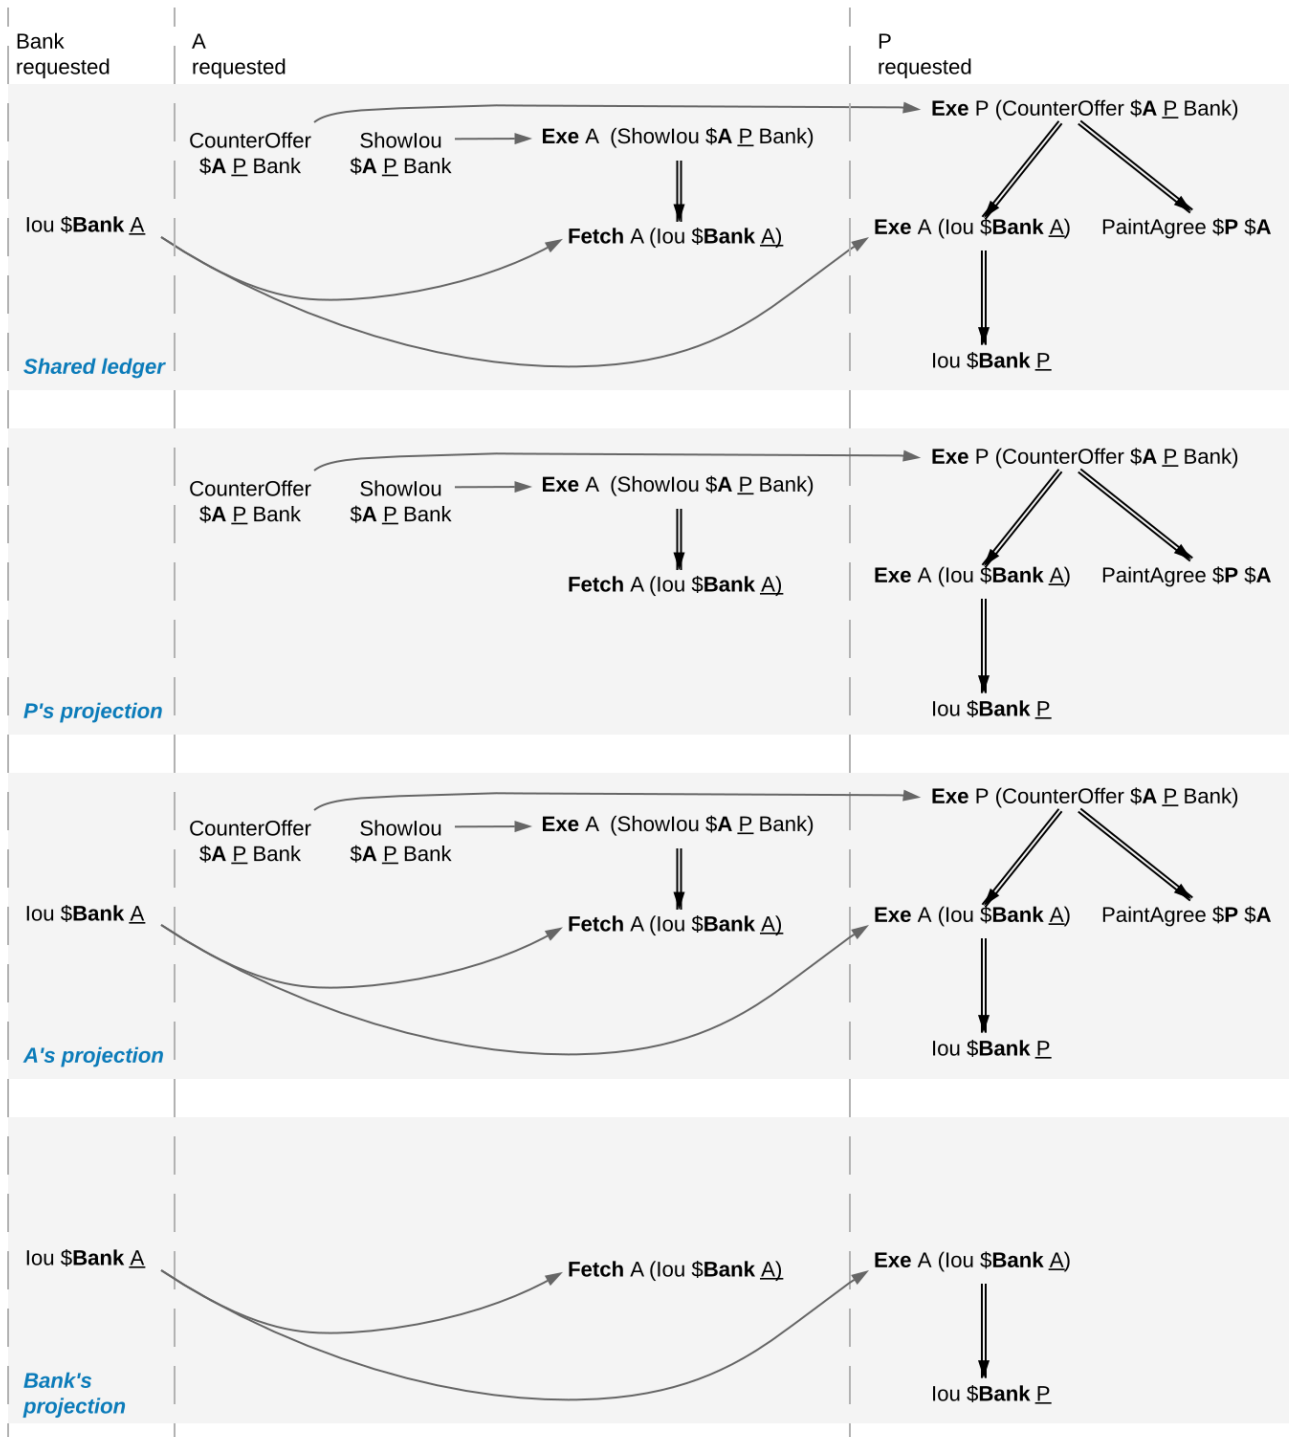 Bank
requested
A
requested
P
requested
Exe P (CounterOffer $A P Bank)
CounterOffer
$A P Bank
ShowIou
$A P Bank
Exe A (ShowIou $A P Bank)
Iou $Bank A
Fetch A (Iou $Bank A)
Exe A (Iou $Bank A)
PaintAgree $P $A
Iou $Bank P
Shared ledger
Exe P (CounterOffer $A P Bank)
CounterOffer
$A P Bank
ShowIou
$A P Bank
Exe A (ShowIou $A P Bank)
Fetch A (Iou $Bank A)
Exe A (Iou $Bank A)
PaintAgree $P $A
Iou $Bank P
P's projection
Exe P (CounterOffer $A P Bank)
CounterOffer
$A P Bank
ShowIou
$A P Bank
Exe A (ShowIou $A P Bank)
Iou $Bank A
Fetch A (Iou $Bank A)
Exe A (Iou $Bank A)
PaintAgree $P $A
Iou $Bank P
A's projection
Iou $Bank A
Fetch A (Iou $Bank A)
Exe A (Iou $Bank A)
Iou $Bank P
Bank's
projection